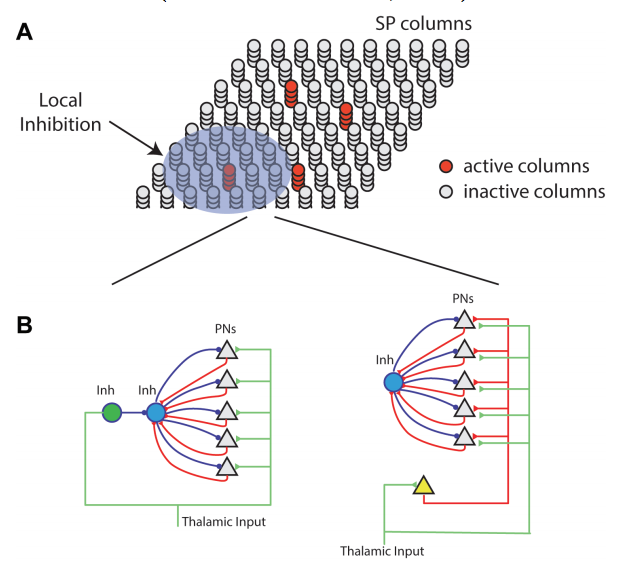 A
SP columns
Local
Inhibition
active columns
inactive columns
B
PNs
Inh
Inh
Thalamic Input
PNs
Inh
Thalamic Input